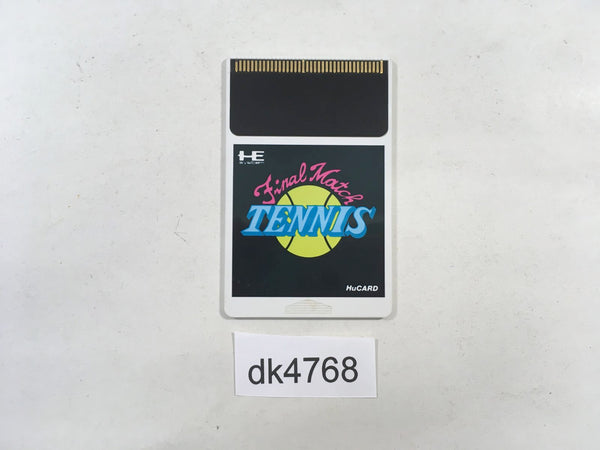 HE
Final Match
TENNIS
HuCARD
dk4768